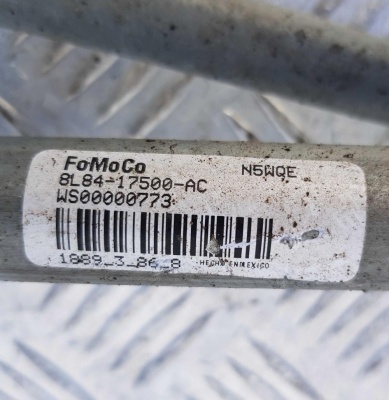 FoMoCo N5WQE
8L84-17500-AC
WS00000773
1889_3_86_8 HECHO EN MEXICO